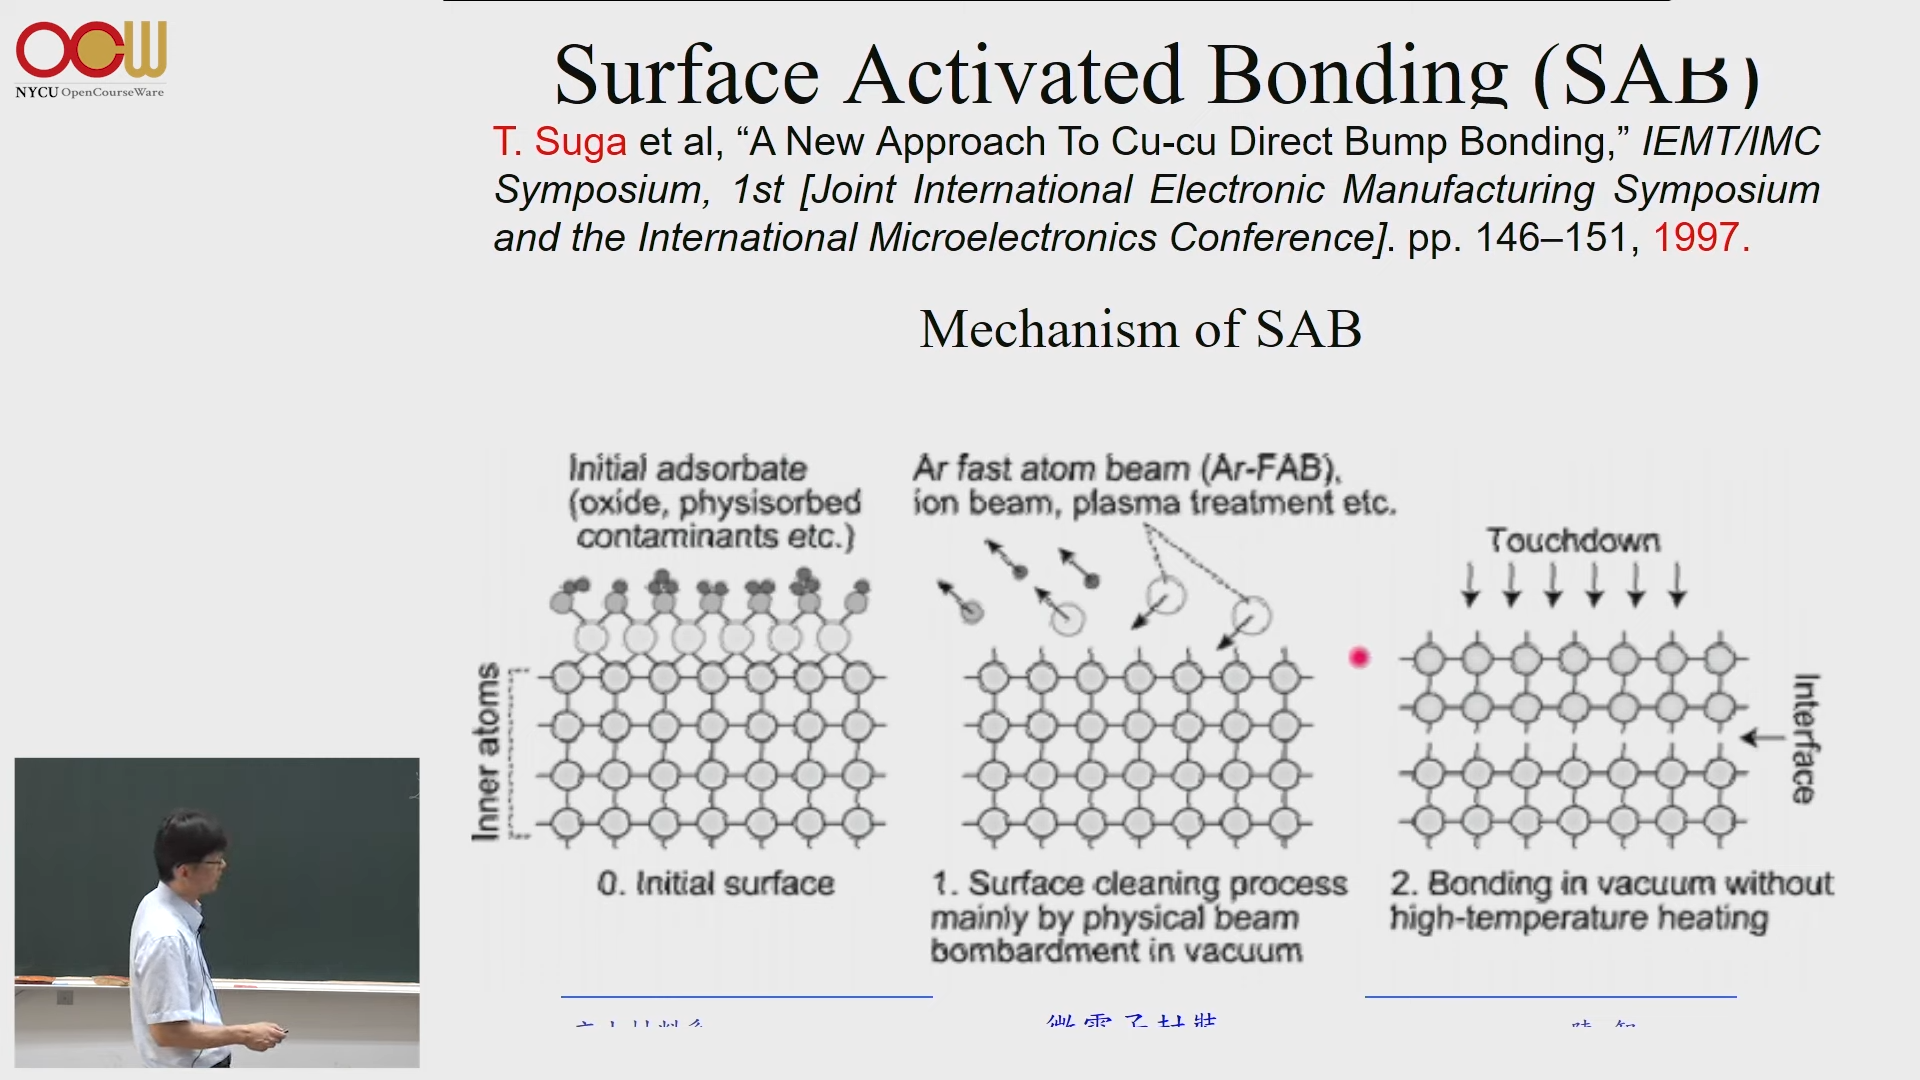 OCW
NYCU OpenCourseWare
Surface Activated Bonding (SAB)
T. Suga et al, “A New Approach To Cu-cu Direct Bump Bonding,” IEMT/IMC
Symposium, 1st [Joint International Electronic Manufacturing Symposium
and the International Microelectronics Conference]. pp. 146–151, 1997.
Mechanism of SAB
Initial adsorbate
(oxide, physisorbed
contaminants etc.)
Ar fast atom beam (Ar-FAB),
ion beam, plasma treatment etc.
Touchdown
Inner atoms
Interface
0. Initial surface
1. Surface cleaning process
mainly by physical beam
bombardment in vacuum
2. Bonding in vacuum without
high-temperature heating
微電子封裝